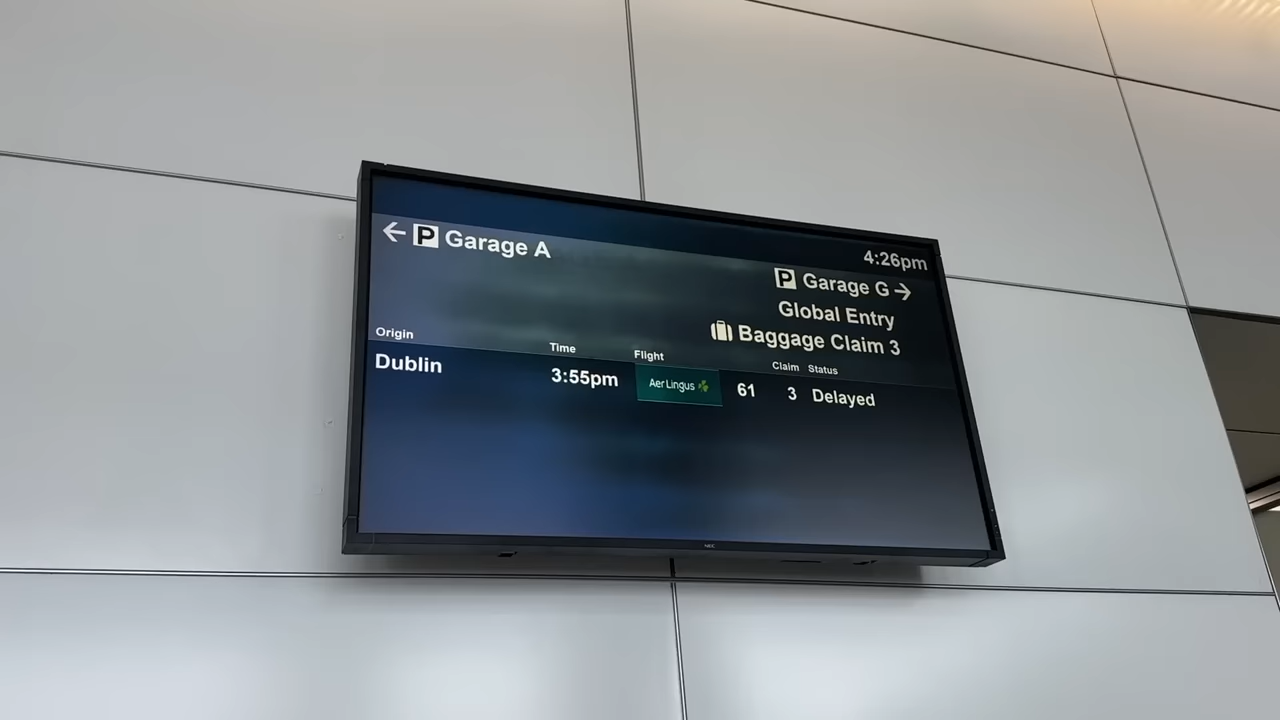 4:26pm
← P Garage A
P Garage G →
Global Entry
Baggage Claim 3
Origin Time Flight Claim Status
Dublin 3:55pm Aer Lingus 61 3 Delayed
NEC